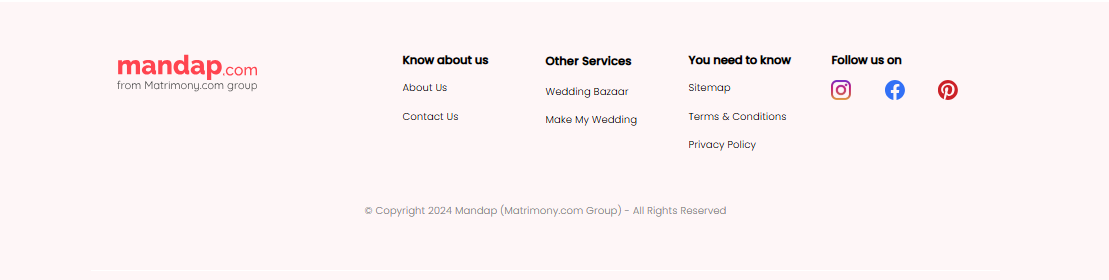 mandap.com
from Matrimony.com group
Know about us
About Us
Contact Us
Other Services
Wedding Bazaar
Make My Wedding
You need to know
Sitemap
Terms & Conditions
Privacy Policy
Follow us on
© Copyright 2024 Mandap (Matrimony.com Group) - All Rights Reserved